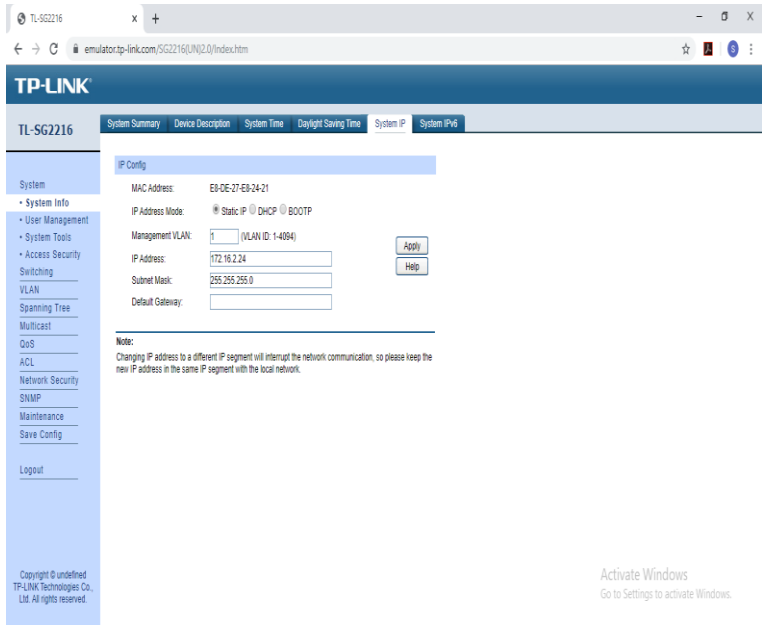 TL-SG2216
emulator.tp-link.com/SG2216(UN)2.0/Index.htm
S
TP-LINK
TL-SG2216
System Summary Device Description System Time Daylight Saving Time System IP System IPv6
System
• System Info
• User Management
• System Tools
• Access Security
Switching
VLAN
Spanning Tree
Multicast
QoS
ACL
Network Security
SNMP
Maintenance
Save Config
Logout
Copyright © undefined
TP-LINK Technologies Co.,
Ltd. All rights reserved.
IP Config
MAC Address: E8-DE-27-E8-24-21
IP Address Mode: Static IP DHCP BOOTP
Management VLAN: 1 (VLAN ID: 1-4094)
IP Address: 172.16.2.24
Subnet Mask: 255.255.255.0
Default Gateway:
Apply
Help
Note:
Changing IP address to a different IP segment will interrupt the network communication, so please keep the
new IP address in the same IP segment with the local network.
Activate Windows
Go to Settings to activate Windows.